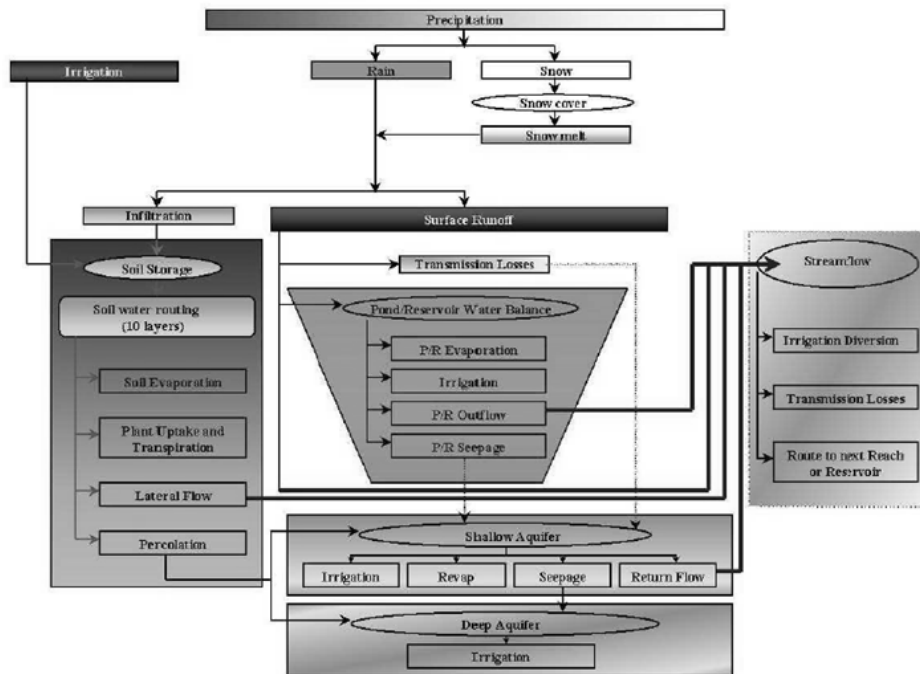 Precipitation
Irrigation
Rain
Snow
Snow cover
Snow melt
Infiltration
Surface Runoff
Soil Storage
Transmission Losses
Streamflow
Soil water routing
(10 layers)
Pond/Reservoir Water Balance
P/R Evaporation
Irrigation Diversion
Soil Evaporation
Irrigation
Transmission Losses
P/R Outflow
Plant Uptake and
Transpiration
P/R Seepage
Route to next Reach
or Reservoir
Lateral Flow
Percolation
Shallow Aquifer
Irrigation
Revap
Seepage
Return Flow
Deep Aquifer
Irrigation